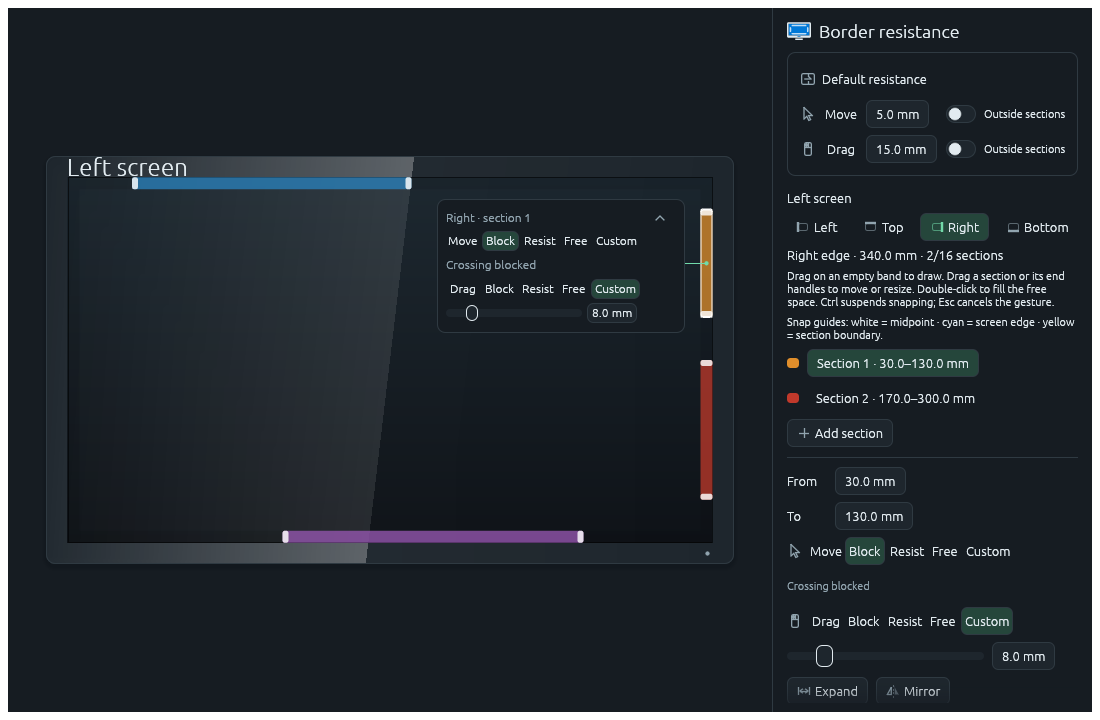 Border resistance
Default resistance
Move 5.0 mm Outside sections
Drag 15.0 mm Outside sections
Left screen
Right · section 1
Move Block Resist Free Custom
Crossing blocked
Drag Block Resist Free Custom
8.0 mm
Left screen
Left Top Right Bottom
Right edge · 340.0 mm · 2/16 sections
Drag on an empty band to draw. Drag a section or its end
handles to move or resize. Double-click to fill the free
space. Ctrl suspends snapping; Esc cancels the gesture.
Snap guides: white = midpoint · cyan = screen edge · yellow
= section boundary.
Section 1 · 30.0–130.0 mm
Section 2 · 170.0–300.0 mm
Add section
From 30.0 mm
To 130.0 mm
Move Block Resist Free Custom
Crossing blocked
Drag Block Resist Free Custom
8.0 mm
Expand Mirror